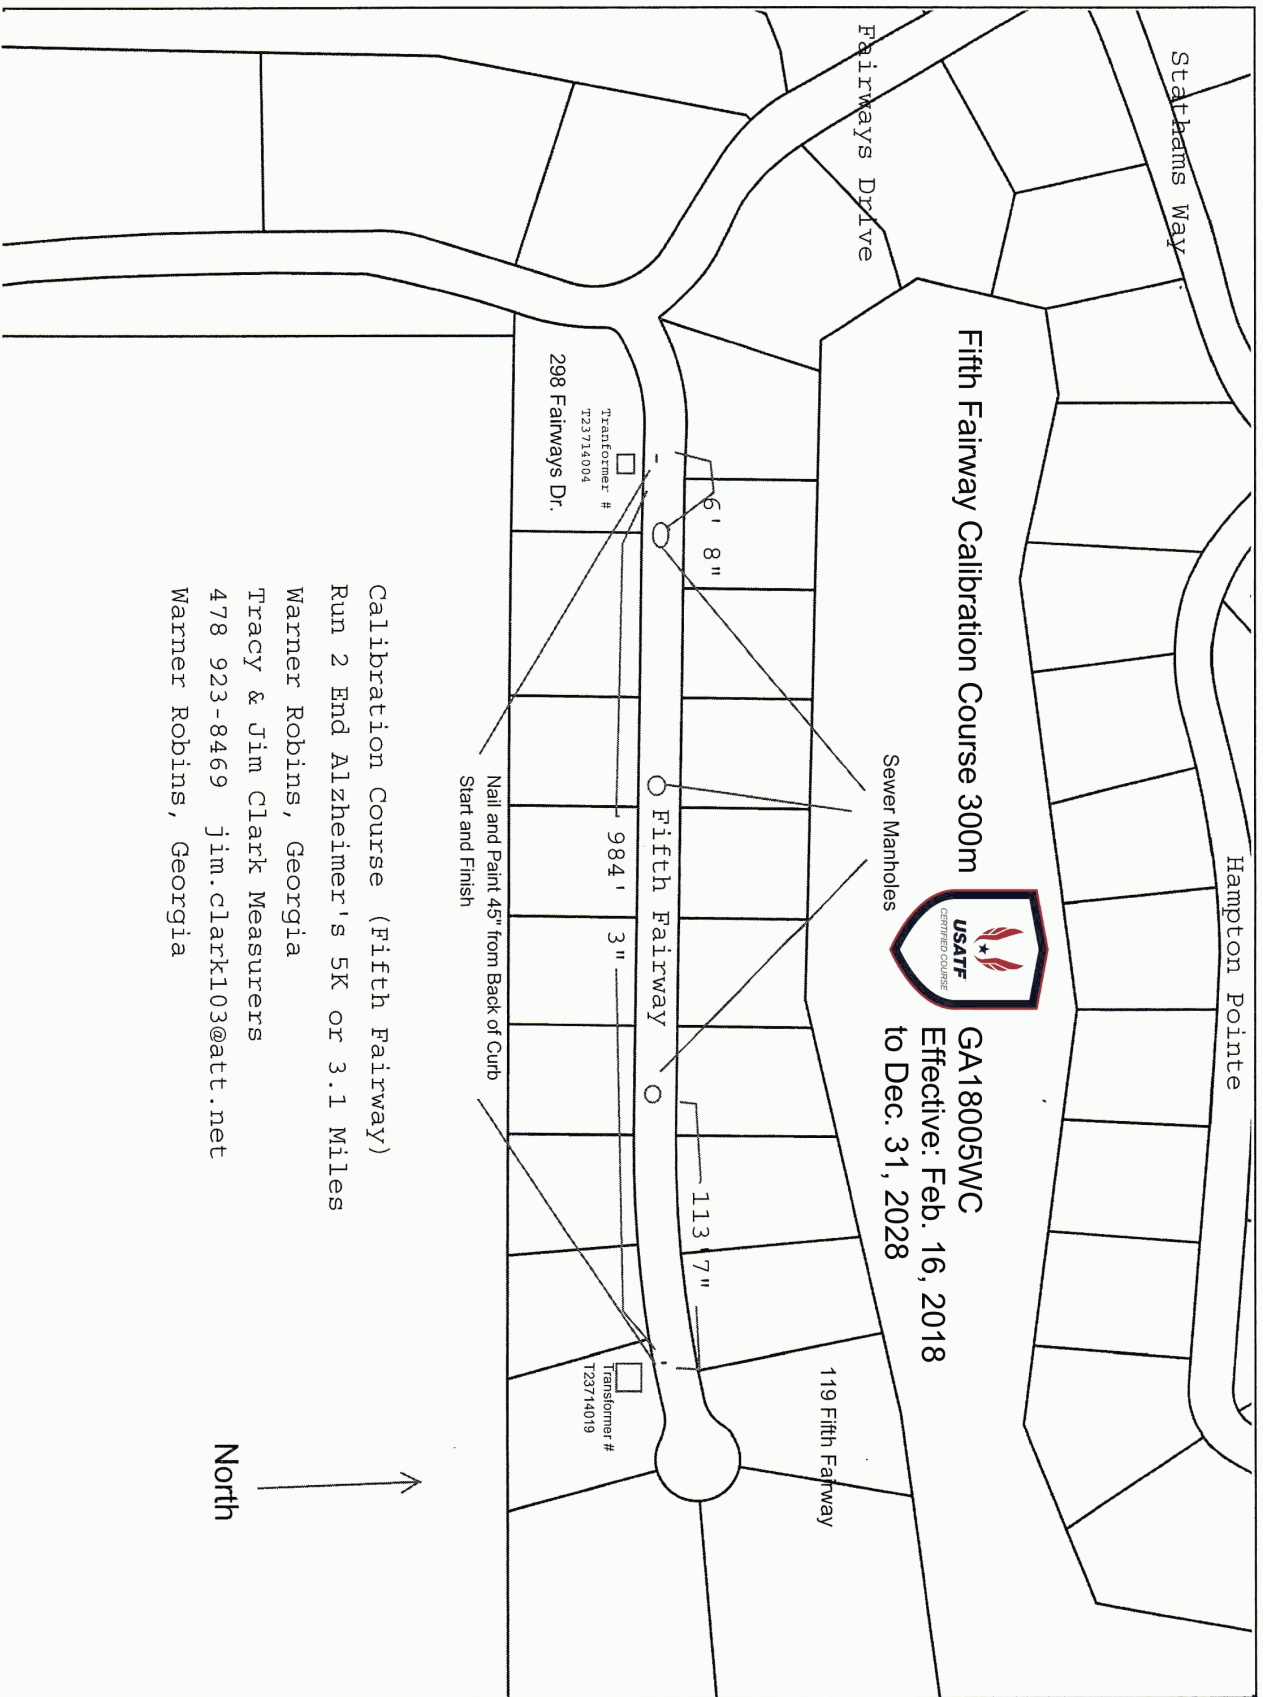 Stathams Way
Fairways Drive
Hampton Pointe
Fifth Fairway Calibration Course 300m
USATF
CERTIFIED COURSE
GA18005WC
Effective: Feb. 16, 2018
to Dec. 31, 2028
Sewer Manholes
119 Fifth Fairway
6' 8"
113'7"
Fifth Fairway
984' 3"
Tranformer #
T23714004
298 Fairways Dr.
Transformer #
T23714019
Nail and Paint 45" from Back of Curb
Start and Finish
Calibration Course (Fifth Fairway)
Run 2 End Alzheimer's 5K or 3.1 Miles
Warner Robins, Georgia
Tracy & Jim Clark Measurers
478 923-8469 jim.clark103@att.net
Warner Robins, Georgia
North